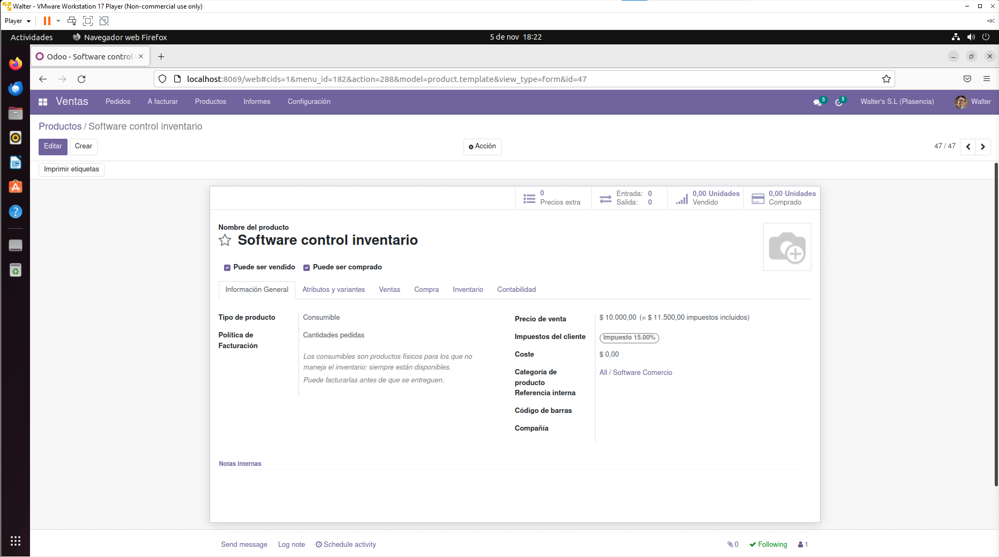 Walter - VMware Workstation 17 Player (Non-commercial use only)
Player
Actividades
Navegador web Firefox
5 de nov 18:22
Odoo - Software control
localhost:8069/web#cids=1&menu_id=182&action=288&model=product.template&view_type=form&id=47
Ventas
Pedidos
A facturar
Productos
Informes
Configuración
5
5
Walter's S.L (Plasencia)
Walter
Productos / Software control inventario
Editar
Crear
Acción
47 / 47
Imprimir etiquetas
0
Precios extra
Entrada: 0
Salida: 0
0,00 Unidades
Vendido
0,00 Unidades
Comprado
Nombre del producto
Software control inventario
Puede ser vendido
Puede ser comprado
Información General
Atributos y variantes
Ventas
Compra
Inventario
Contabilidad
Tipo de producto
Consumible
Política de
Facturación
Cantidades pedidas
Los consumibles son productos físicos para los que no
maneja el inventario: siempre están disponibles.
Puede facturarlas antes de que se entreguen.
Precio de venta
$ 10.000,00 (= $ 11.500,00 impuestos incluidos)
Impuestos del cliente
Impuesto 15.00%
Coste
$ 0,00
Categoría de
producto
All / Software Comercio
Referencia interna
Código de barras
Compañía
Notas internas
Send message
Log note
Schedule activity
0
Following
1